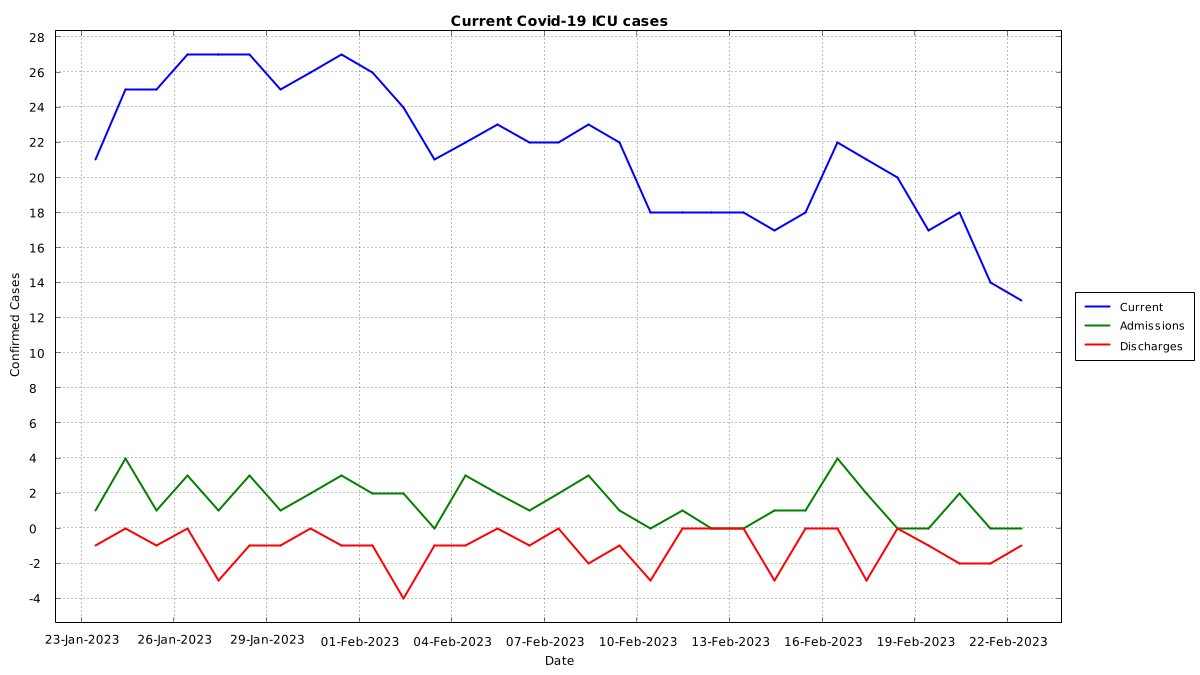 Current Covid-19 ICU cases
28
26
24
22
20
18
16
14
12
10
8
6
4
2
0
-2
-4
Confirmed Cases
23-Jan-2023 26-Jan-2023 29-Jan-2023 01-Feb-2023 04-Feb-2023 07-Feb-2023 10-Feb-2023 13-Feb-2023 16-Feb-2023 19-Feb-2023 22-Feb-2023
Date
Current
Admissions
Discharges